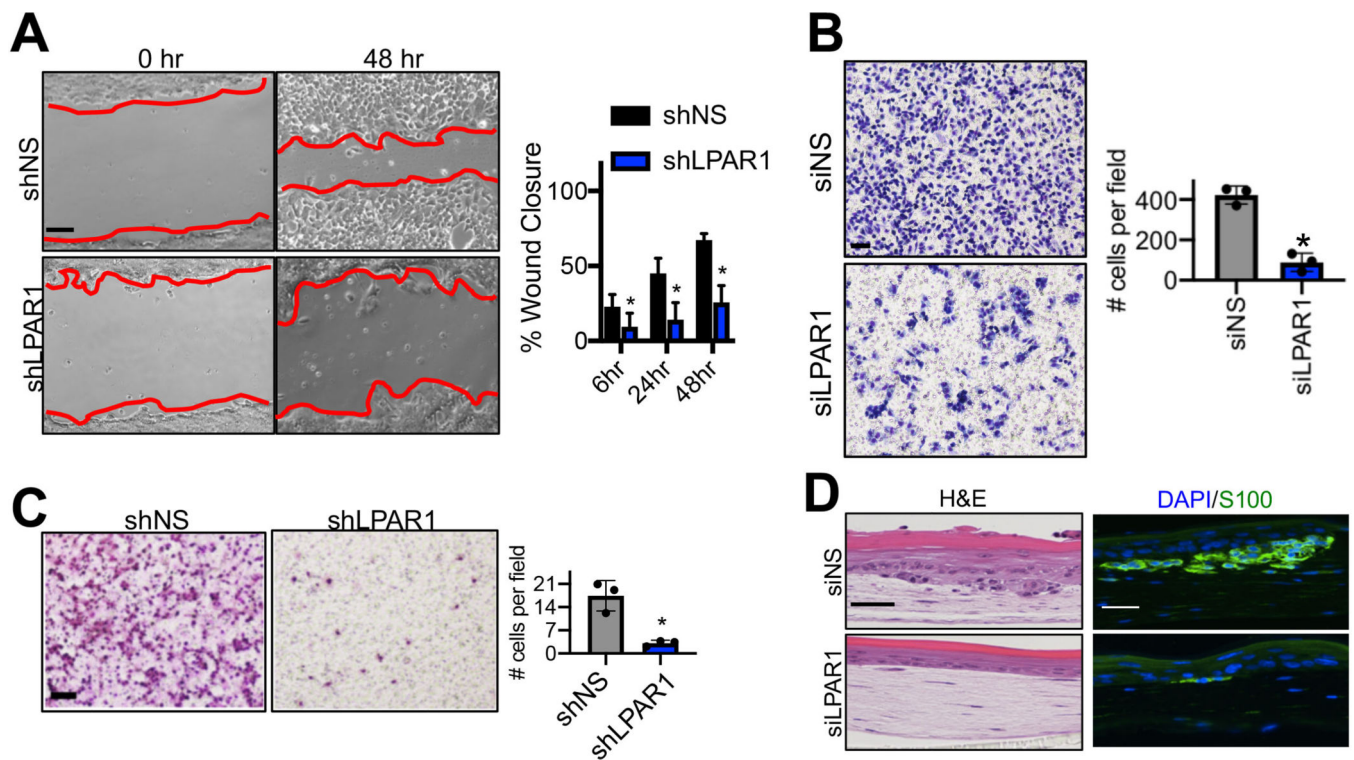 A
0 hr
48 hr
shNS
shLPAR1
% Wound Closure
100
50
0
shNS
shLPAR1
*
*
*
6hr
24hr
48hr
B
siNS
siLPAR1
# cells per field
400
200
0
*
siNS
siLPAR1
C
shNS
shLPAR1
# cells per field
21
14
7
0
*
shNS
shLPAR1
D
H&E
DAPI/S100
siNS
siLPAR1